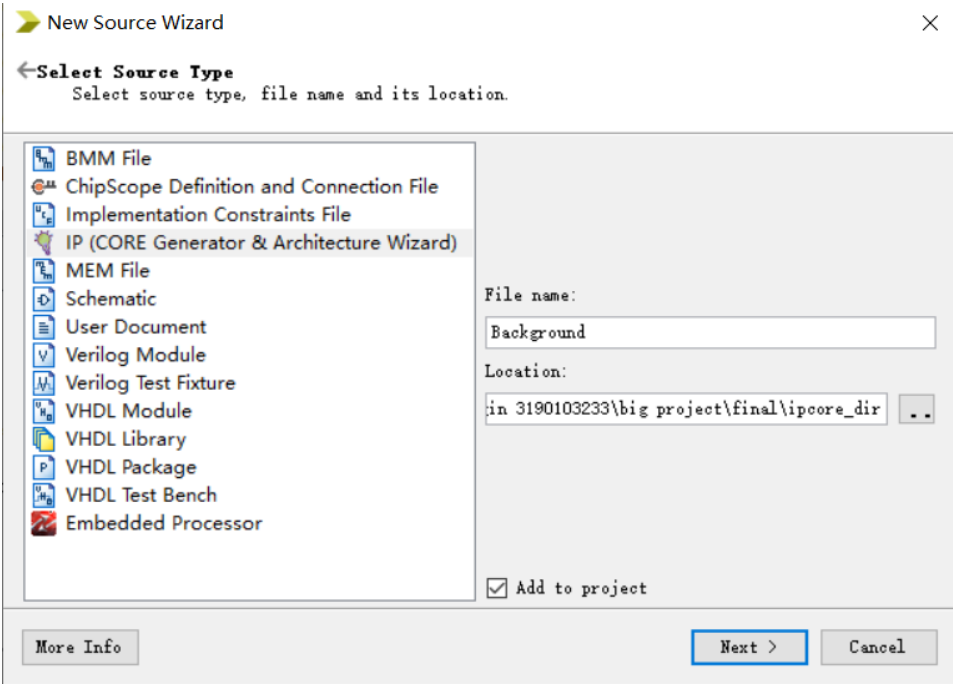 New Source Wizard
Select Source Type
Select source type, file name and its location.
BMM File
ChipScope Definition and Connection File
Implementation Constraints File
IP (CORE Generator & Architecture Wizard)
MEM File
Schematic
User Document
Verilog Module
Verilog Test Fixture
VHDL Module
VHDL Library
VHDL Package
VHDL Test Bench
Embedded Processor
File name:
Background
Location:
in 3190103233\big project\final\ipcore_dir
..
Add to project
More Info
Next >
Cancel